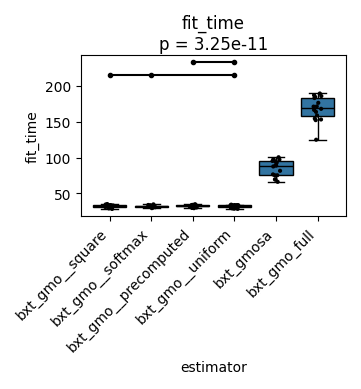 fit_time
p = 3.25e-11
fit_time
200
150
100
50
bxt_gmo__square
bxt_gmo__softmax
bxt_gmo__precomputed
bxt_gmo__uniform
bxt_gmosa
bxt_gmo_full
estimator